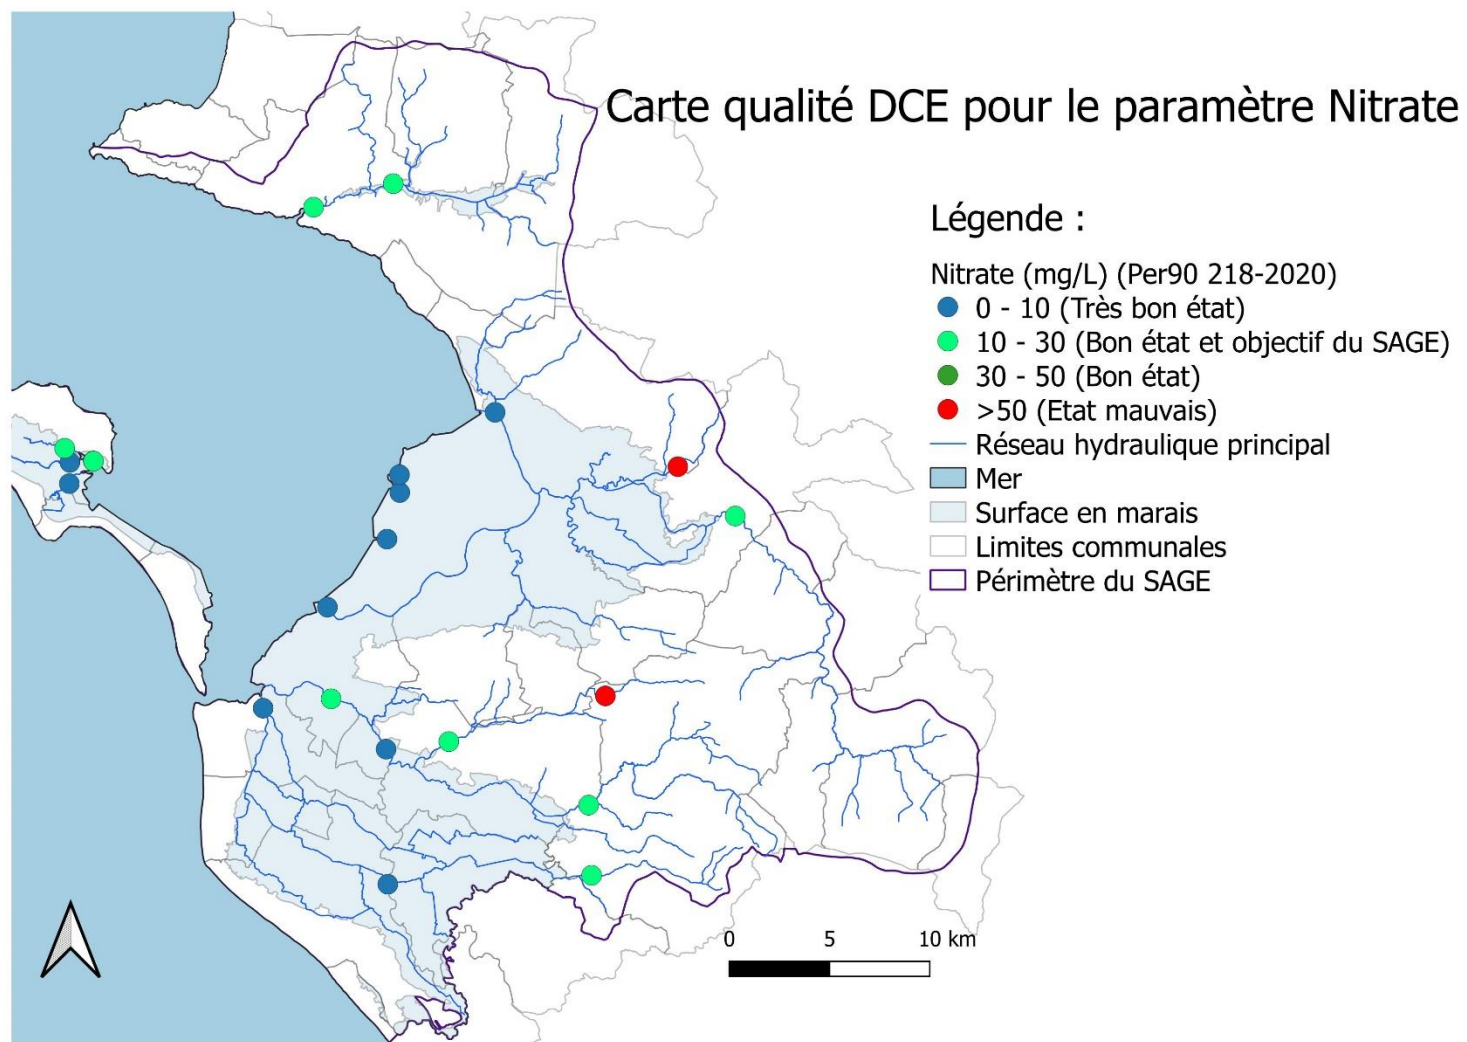 Carte qualité DCE pour le paramètre Nitrate
Légende :
Nitrate (mg/L) (Per90 218-2020)
0 - 10 (Très bon état)
10 - 30 (Bon état et objectif du SAGE)
30 - 50 (Bon état)
>50 (Etat mauvais)
Réseau hydraulique principal
Mer
Surface en marais
Limites communales
Périmètre du SAGE
0 5 10 km